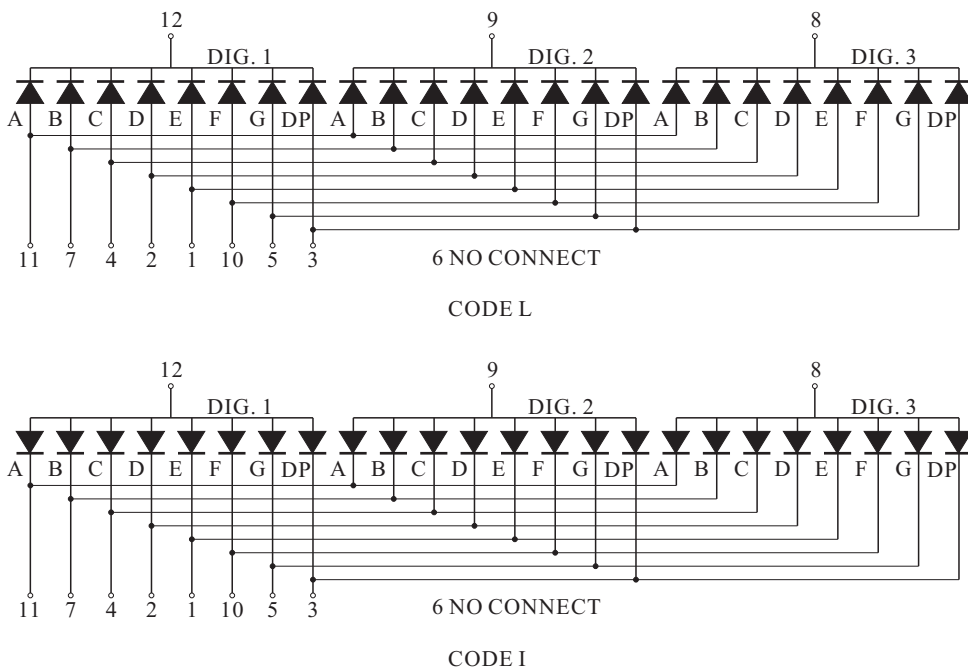 12 9 8
DIG. 1 DIG. 2 DIG. 3
A B C D E F G DP A B C D E F G DP A B C D E F G DP
11 7 4 2 1 10 5 3 6 NO CONNECT
CODE L
12 9 8
DIG. 1 DIG. 2 DIG. 3
A B C D E F G DP A B C D E F G DP A B C D E F G DP
11 7 4 2 1 10 5 3 6 NO CONNECT
CODE I